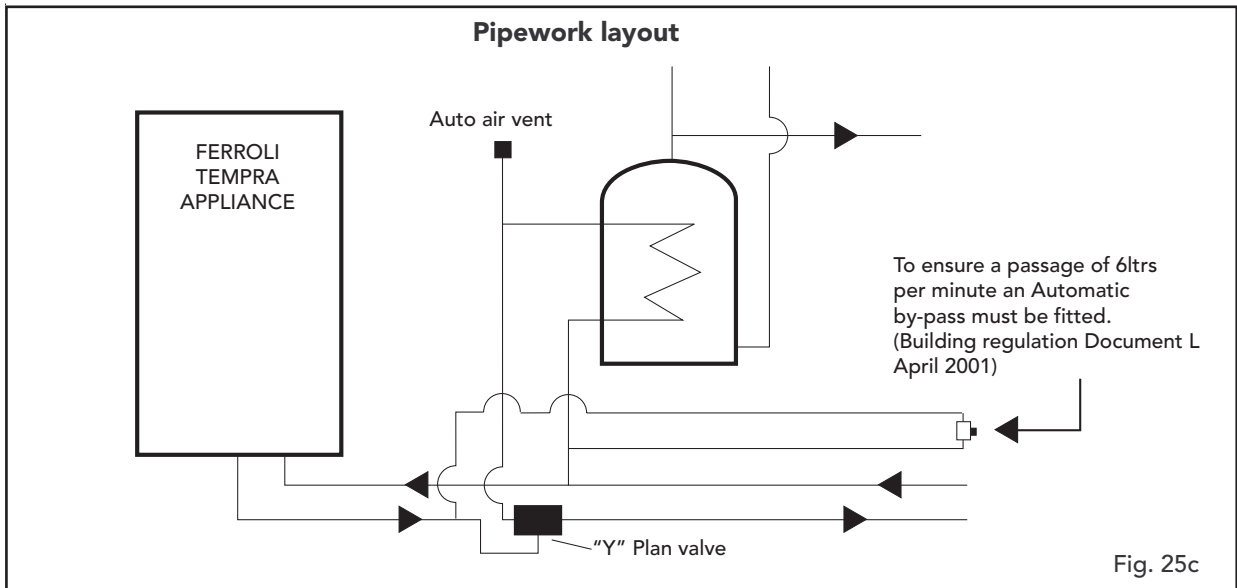 Pipework layout
FERROLI
TEMPRA
APPLIANCE
Auto air vent
To ensure a passage of 6ltrs
per minute an Automatic
by-pass must be fitted.
(Building regulation Document L
April 2001)
"Y" Plan valve
Fig. 25c